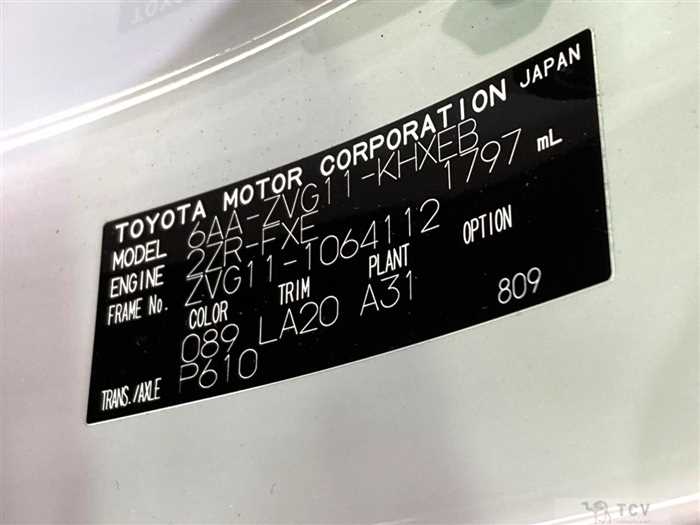 TOYOTA MOTOR CORPORATION JAPAN
MODEL 6AA-ZVG11-KHXEB
ENGINE 2ZR-FXE 1797 mL
FRAME No. ZVG11-1064112
COLOR TRIM PLANT OPTION
089 LA20 A31 809
TRANS./AXLE P610
TCV